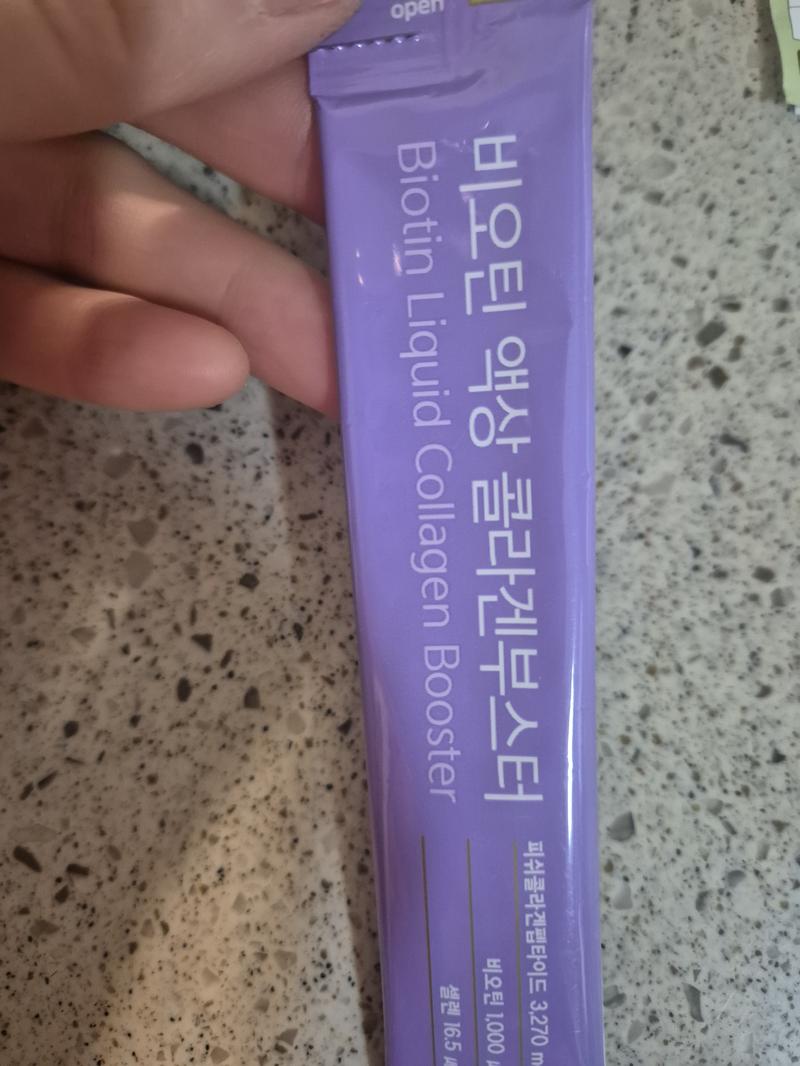 open
비오틴 액상 콜라겐부스터
Biotin Liquid Collagen Booster
피쉬콜라겐펩타이드 3,270 m
비오틴 1,000
셀렌 16.5